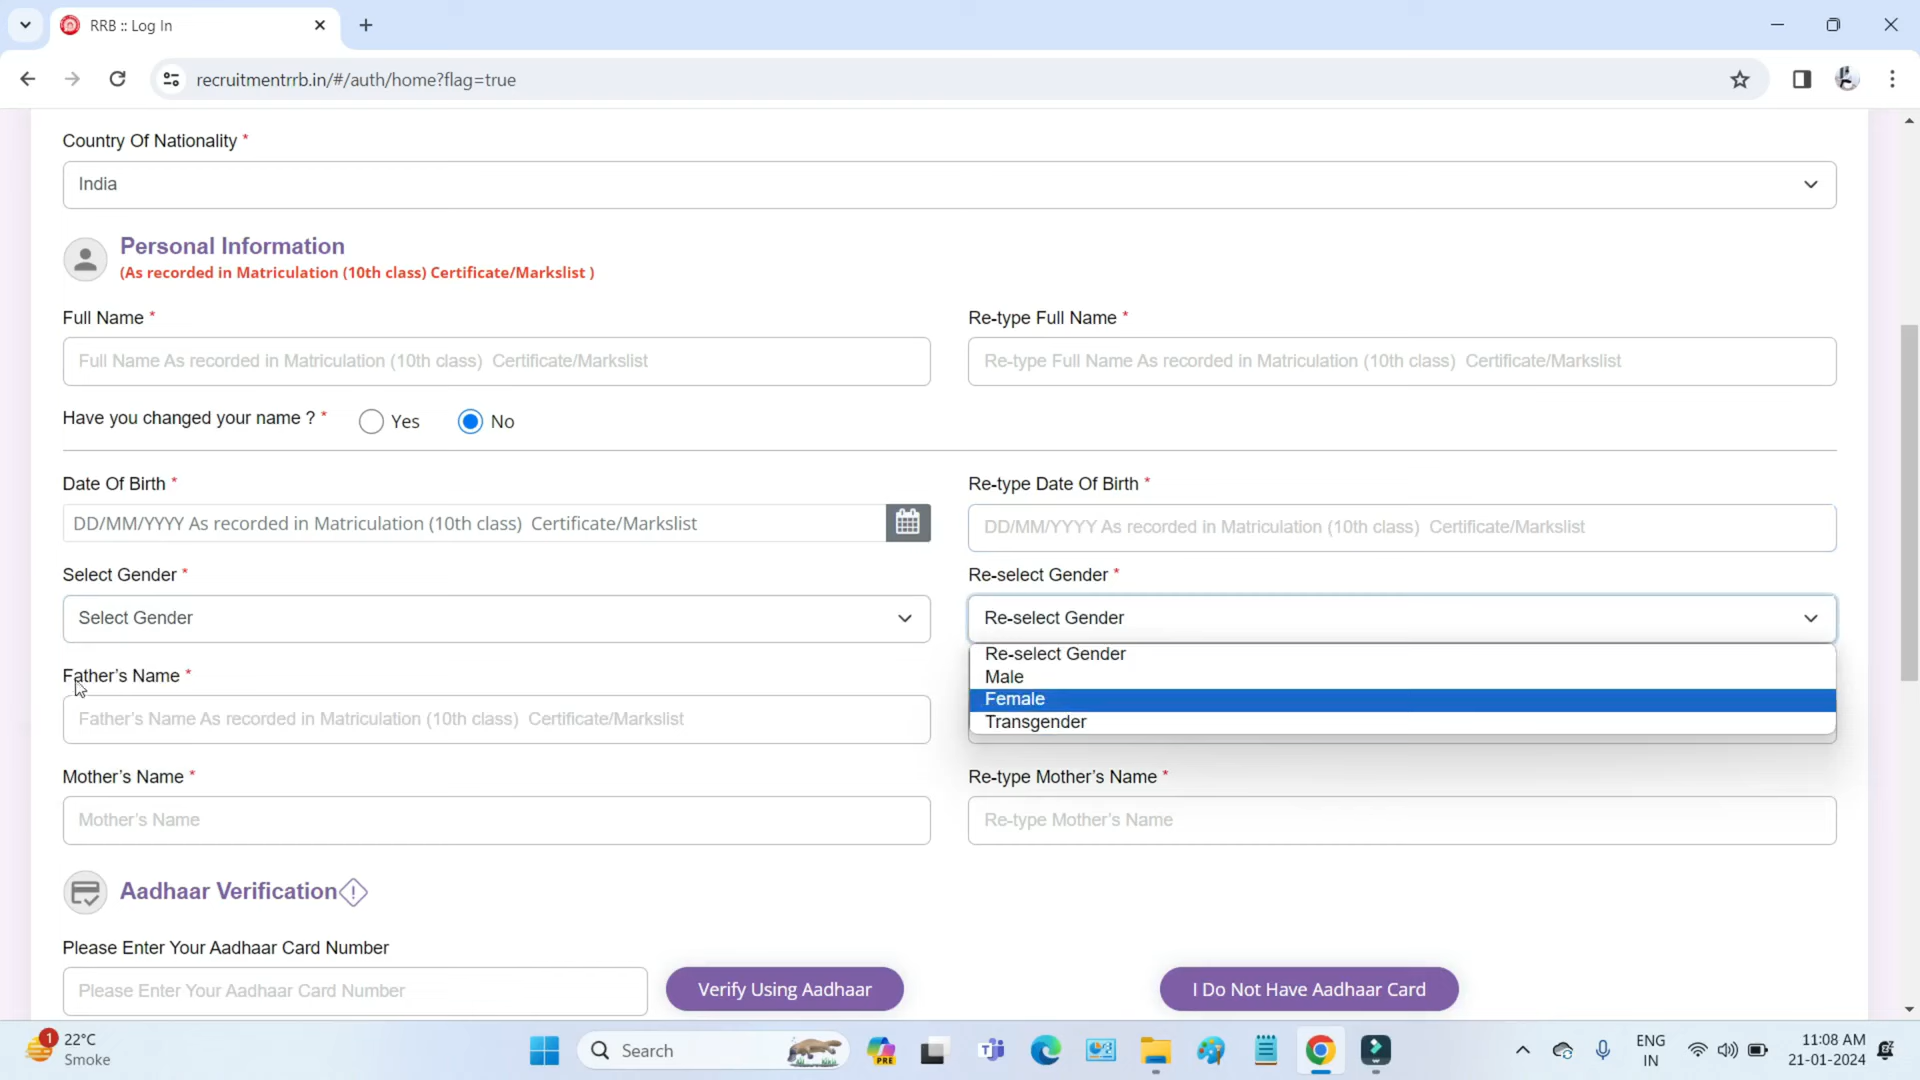 RRB :: Log In
recruitmentrrb.in/#/auth/home?flag=true
Country Of Nationality *
India
Personal Information
(As recorded in Matriculation (10th class) Certificate/Markslist )
Full Name *
Re-type Full Name *
Full Name As recorded in Matriculation (10th class) Certificate/Markslist
Re-type Full Name As recorded in Matriculation (10th class) Certificate/Markslist
Have you changed your name ? *
Yes
No
Date Of Birth *
Re-type Date Of Birth *
DD/MM/YYYY As recorded in Matriculation (10th class) Certificate/Markslist
DD/MM/YYYY As recorded in Matriculation (10th class) Certificate/Markslist
Select Gender *
Re-select Gender *
Select Gender
Re-select Gender
Re-select Gender
Male
Female
Transgender
Father's Name *
Father's Name As recorded in Matriculation (10th class) Certificate/Markslist
Mother's Name *
Re-type Mother's Name *
Mother's Name
Re-type Mother's Name
Aadhaar Verification
Please Enter Your Aadhaar Card Number
Please Enter Your Aadhaar Card Number
Verify Using Aadhaar
I Do Not Have Aadhaar Card
1
22°C
Smoke
Search
PRE
ENG
IN
11:08 AM
21-01-2024